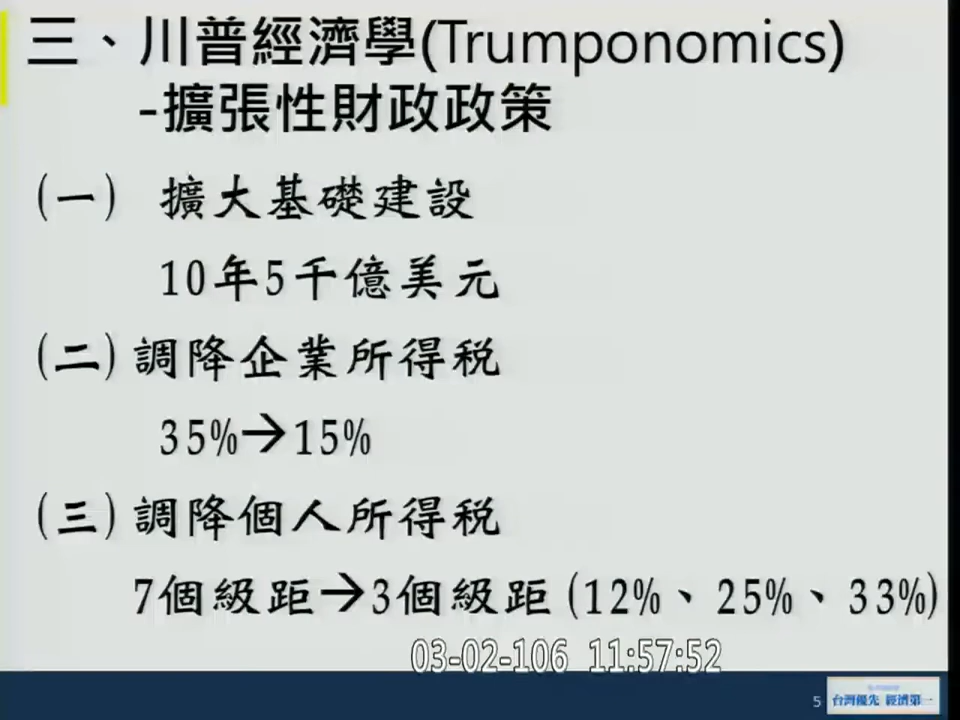 三、川普經濟學(Trumponomics)
-擴張性財政政策
(一) 擴大基礎建設
10年5千億美元
(二)調降企業所得稅
35%→15%
(三)調降個人所得稅
7個級距→3個級距(12%、25%、33%)
03-02-106 11:57:52
5
台灣優先 經濟第一